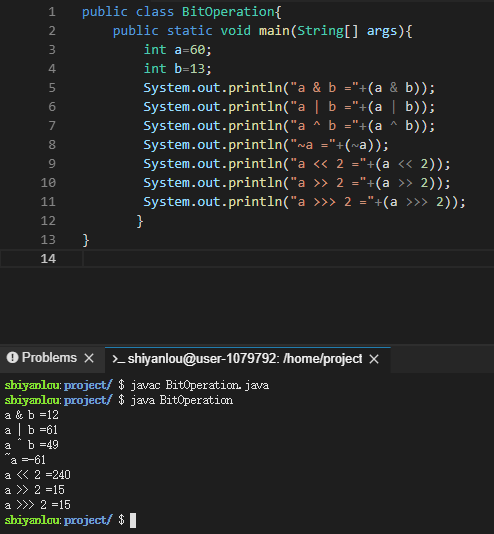 1 public class BitOperation{
2 public static void main(String[] args){
3 int a=60;
4 int b=13;
5 System.out.println("a & b ="+(a & b));
6 System.out.println("a | b ="+(a | b));
7 System.out.println("a ^ b ="+(a ^ b));
8 System.out.println("~a ="+(~a));
9 System.out.println("a << 2 ="+(a << 2));
10 System.out.println("a >> 2 ="+(a >> 2));
11 System.out.println("a >>> 2 ="+(a >>> 2));
12 }
13 }
14
Problems × >_ shiyanlou@user-1079792: /home/project ×
shiyanlou:project/ $ javac BitOperation.java
shiyanlou:project/ $ java BitOperation
a & b =12
a | b =61
a ^ b =49
~a =-61
a << 2 =240
a >> 2 =15
a >>> 2 =15
shiyanlou:project/ $